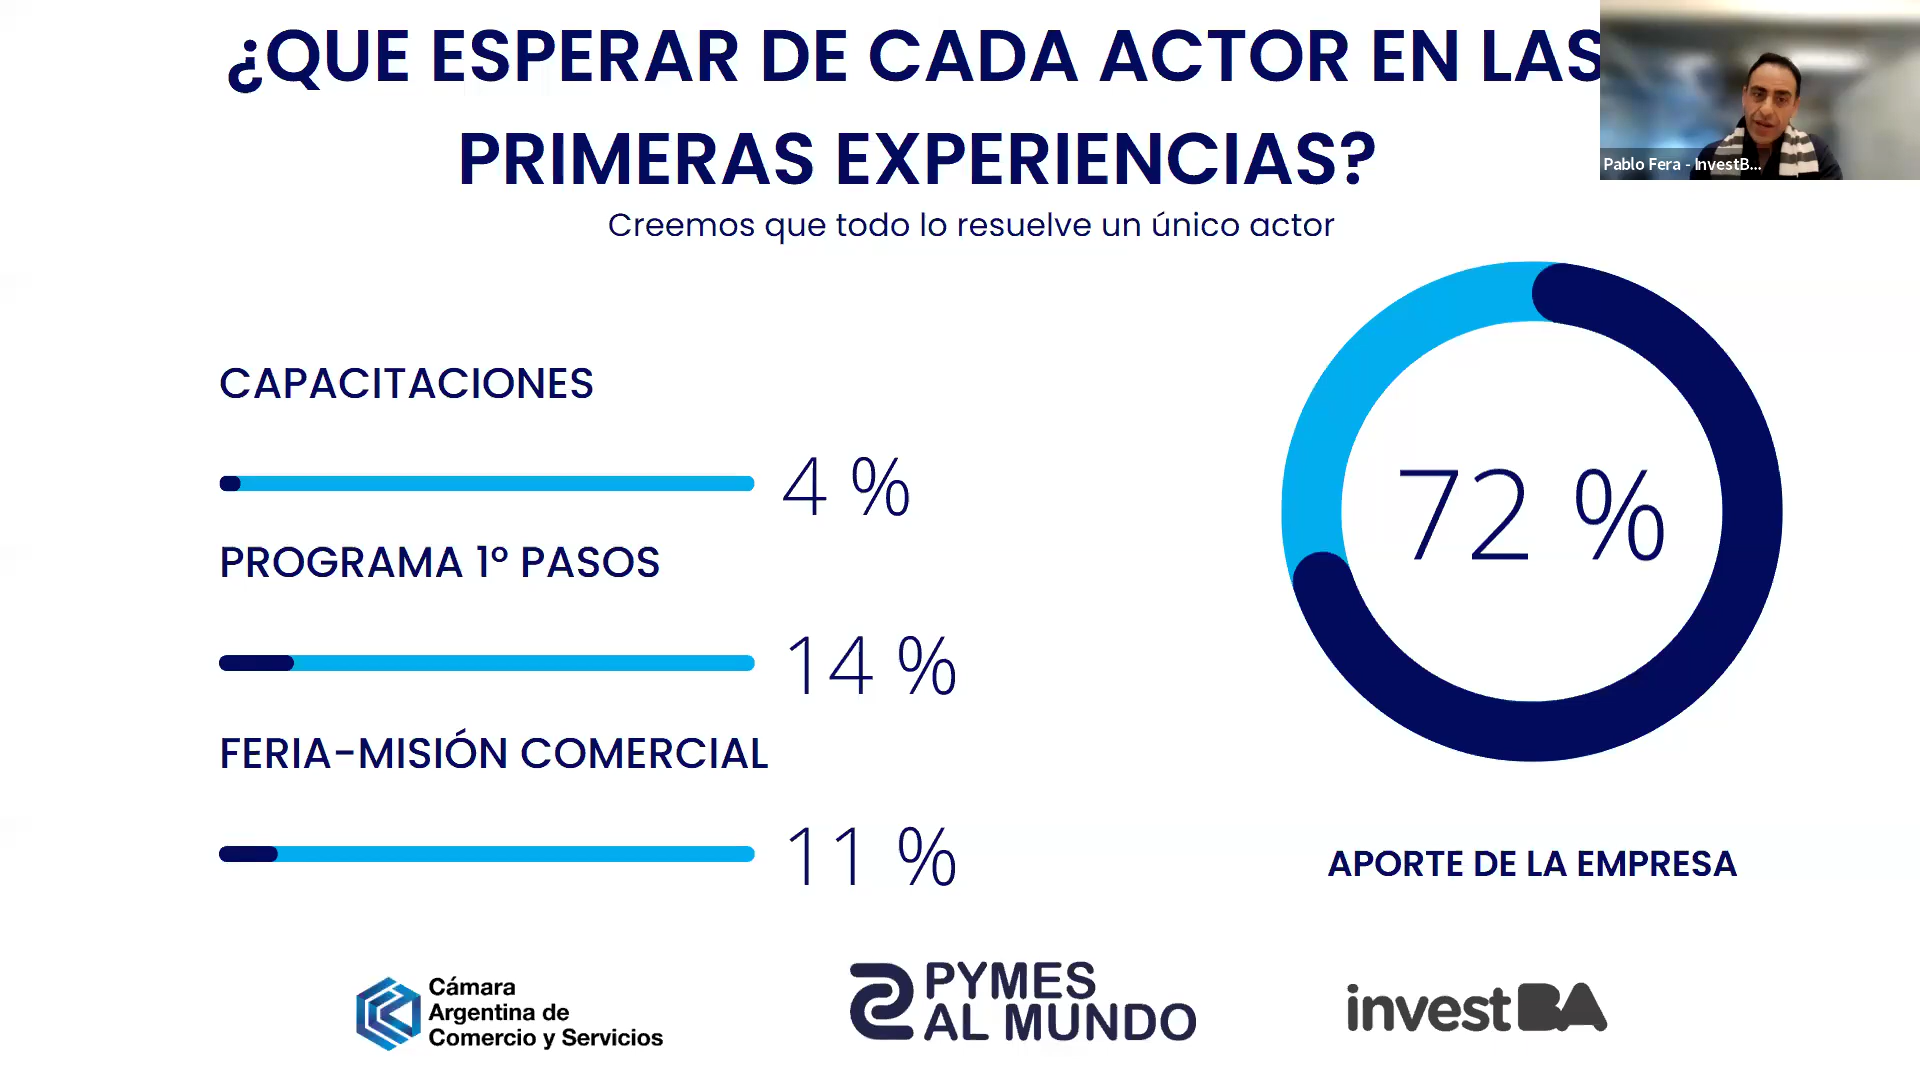 ¿QUE ESPERAR DE CADA ACTOR EN LAS
PRIMERAS EXPERIENCIAS?
Creemos que todo lo resuelve un único actor
Pablo Fera - InvestB...
CAPACITACIONES
4 %
PROGRAMA 1º PASOS
14 %
FERIA-MISIÓN COMERCIAL
11 %
72 %
APORTE DE LA EMPRESA
Cámara
Argentina de
Comercio y Servicios
PYMES
AL MUNDO
investBA